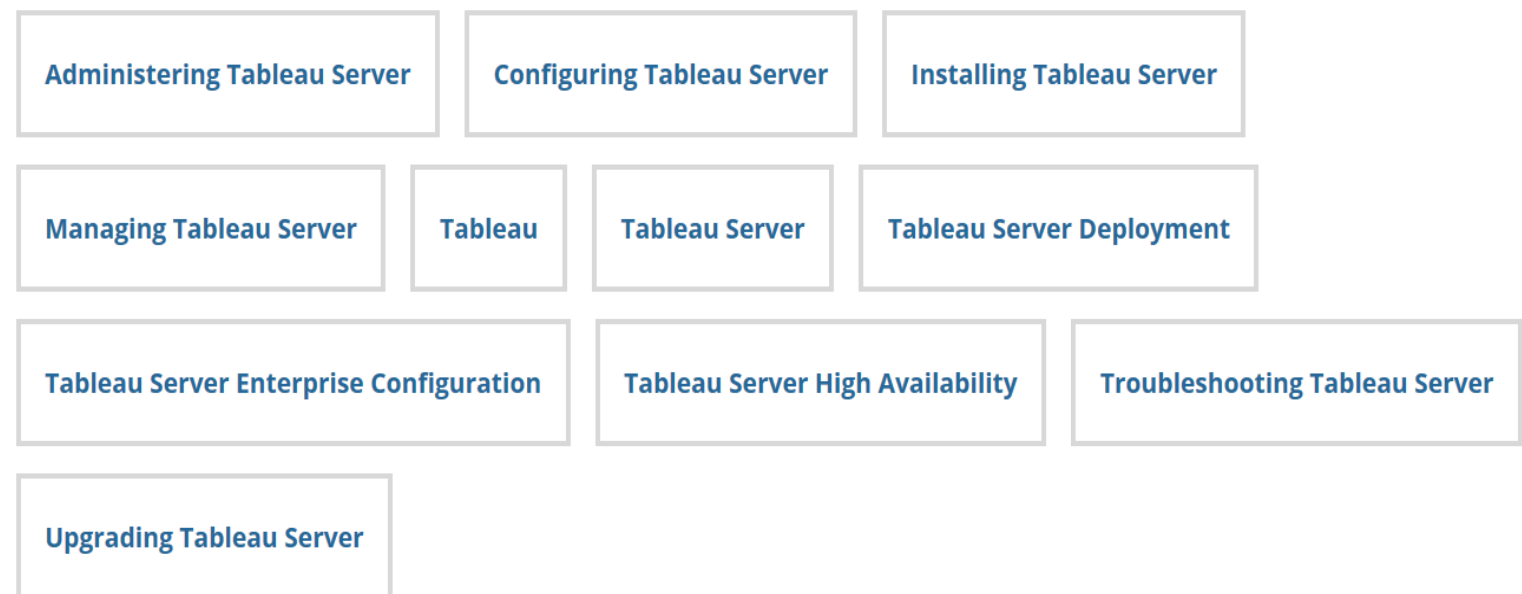 Administering Tableau Server
Configuring Tableau Server
Installing Tableau Server
Managing Tableau Server
Tableau
Tableau Server
Tableau Server Deployment
Tableau Server Enterprise Configuration
Tableau Server High Availability
Troubleshooting Tableau Server
Upgrading Tableau Server